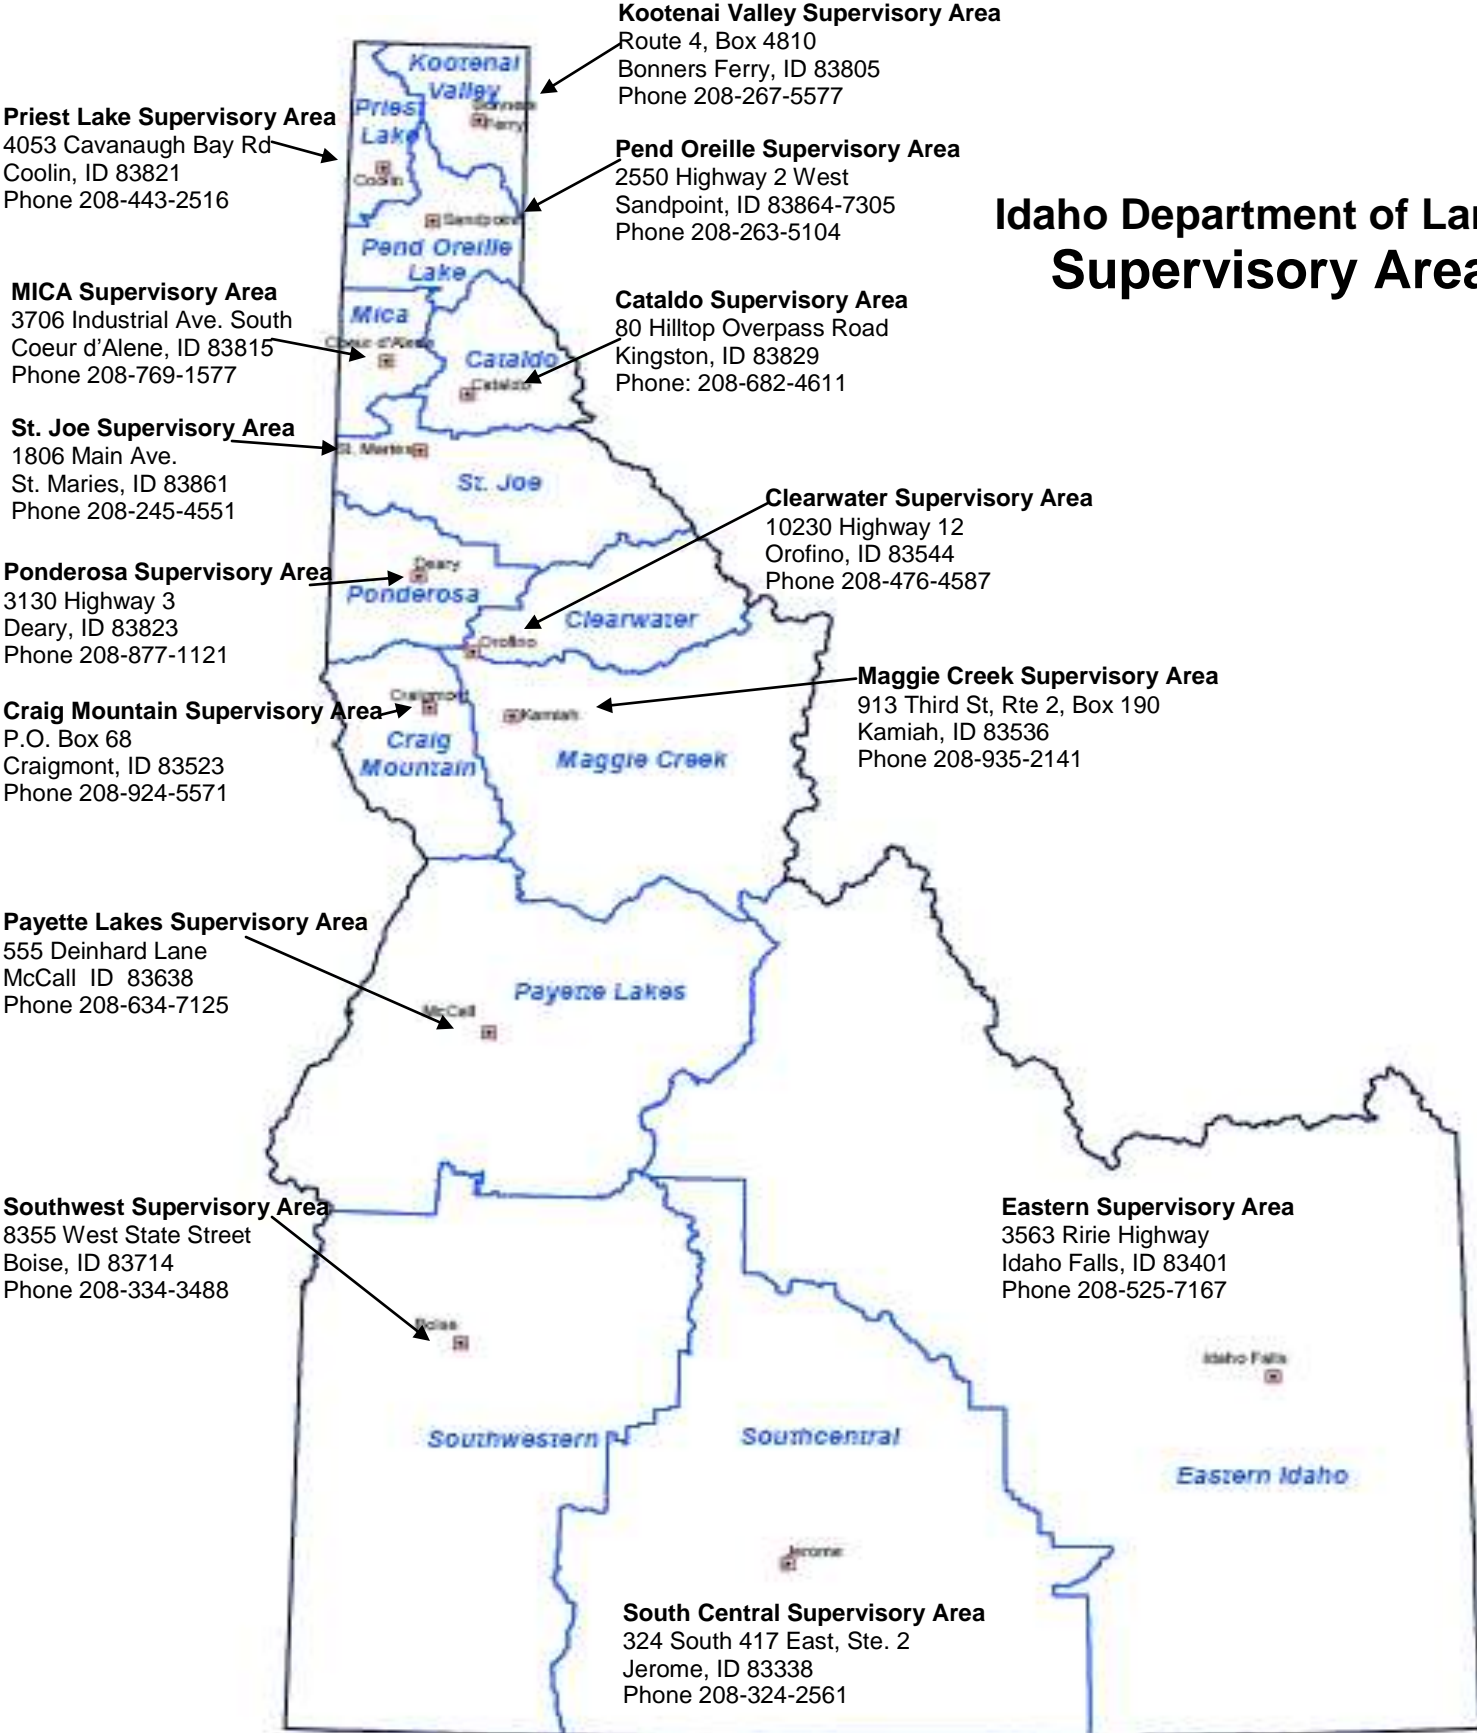 Kootenai Valley Supervisory Area
Route 4, Box 4810
Bonners Ferry, ID 83805
Phone 208-267-5577
Priest Lake Supervisory Area
4053 Cavanaugh Bay Rd
Coolin, ID 83821
Phone 208-443-2516
Pend Oreille Supervisory Area
2550 Highway 2 West
Sandpoint, ID 83864-7305
Phone 208-263-5104
Idaho Department of Lan
Supervisory Area
MICA Supervisory Area
3706 Industrial Ave. South
Coeur d'Alene, ID 83815
Phone 208-769-1577
Cataldo Supervisory Area
80 Hilltop Overpass Road
Kingston, ID 83829
Phone: 208-682-4611
St. Joe Supervisory Area
1806 Main Ave.
St. Maries, ID 83861
Phone 208-245-4551
Clearwater Supervisory Area
10230 Highway 12
Orofino, ID 83544
Phone 208-476-4587
Ponderosa Supervisory Area
3130 Highway 3
Deary, ID 83823
Phone 208-877-1121
Maggie Creek Supervisory Area
913 Third St, Rte 2, Box 190
Kamiah, ID 83536
Phone 208-935-2141
Craig Mountain Supervisory Area
P.O. Box 68
Craigmont, ID 83523
Phone 208-924-5571
Payette Lakes Supervisory Area
555 Deinhard Lane
McCall ID 83638
Phone 208-634-7125
Southwest Supervisory Area
8355 West State Street
Boise, ID 83714
Phone 208-334-3488
Eastern Supervisory Area
3563 Ririe Highway
Idaho Falls, ID 83401
Phone 208-525-7167
South Central Supervisory Area
324 South 417 East, Ste. 2
Jerome, ID 83338
Phone 208-324-2561
Kootenai
Valley
Bonners
Ferry
Priest
Lake
Coolin
Sandpoint
Pend Oreille
Lake
Mica
Coeur d'Alene
Cataldo
Cataldo
St. Maries
St. Joe
Deary
Ponderosa
Clearwater
Orofino
Craigmont
Kamiah
Craig
Mountain
Maggie Creek
Payette Lakes
McCall
Boise
Idaho Falls
Southwestern
Southcentral
Eastern Idaho
Jerome